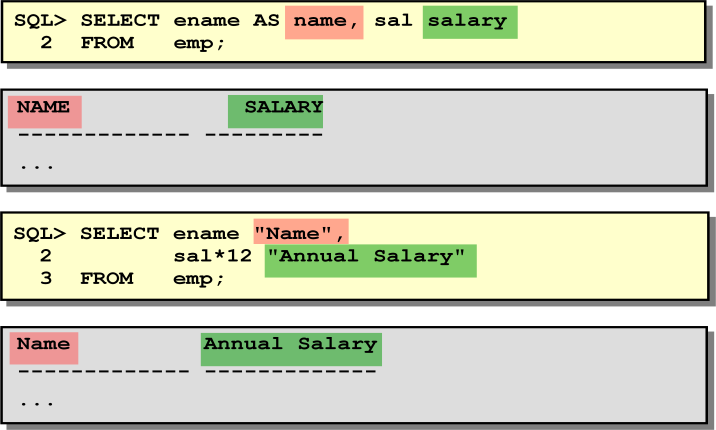 SQL> SELECT ename AS name, sal salary
2 FROM emp;
NAME SALARY
------------- ---------
...
SQL> SELECT ename "Name",
2 sal*12 "Annual Salary"
3 FROM emp;
Name Annual Salary
------------- -------------
...